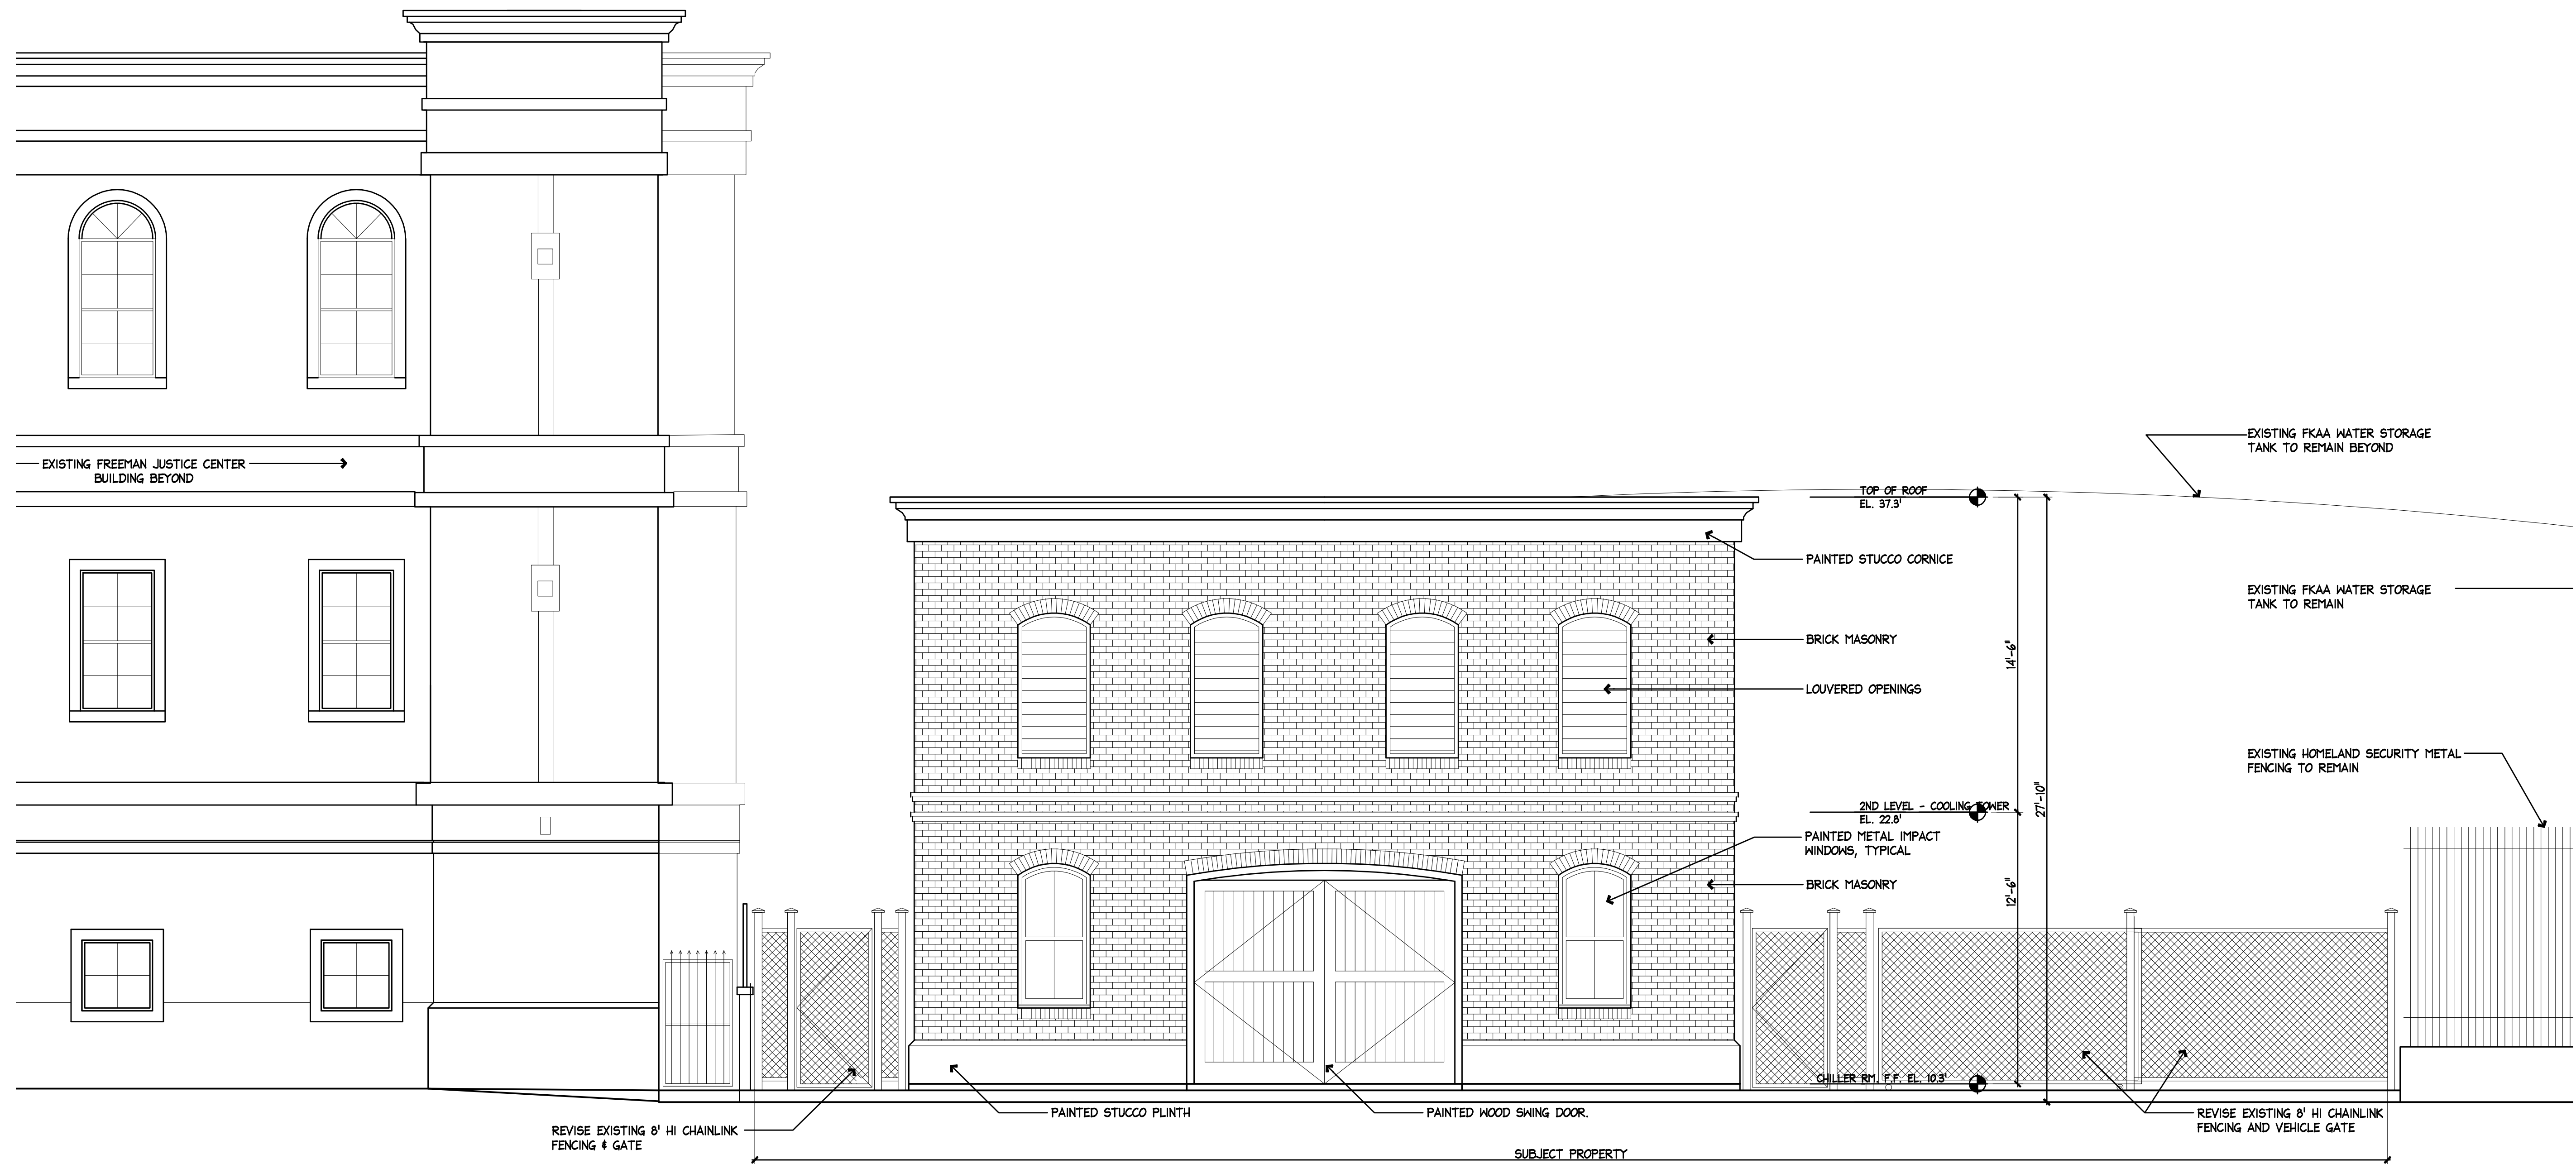 EXISTING FREEMAN JUSTICE CENTER
BUILDING BEYOND
EXISTING FKAA WATER STORAGE
TANK TO REMAIN BEYOND
TOP OF ROOF
EL. 37.3'
PAINTED STUCCO CORNICE
EXISTING FKAA WATER STORAGE
TANK TO REMAIN
BRICK MASONRY
14'-6"
LOUVERED OPENINGS
EXISTING HOMELAND SECURITY METAL
FENCING TO REMAIN
27'-10"
2ND LEVEL - COOLING TOWER
EL. 22.8'
PAINTED METAL IMPACT
WINDOWS, TYPICAL
BRICK MASONRY
12'-6"
CHILLER RM. F.F. EL. 10.3'
PAINTED STUCCO PLINTH
PAINTED WOOD SWING DOOR.
REVISE EXISTING 8' HI CHAINLINK
FENCING AND VEHICLE GATE
REVISE EXISTING 8' HI CHAINLINK
FENCING & GATE
SUBJECT PROPERTY